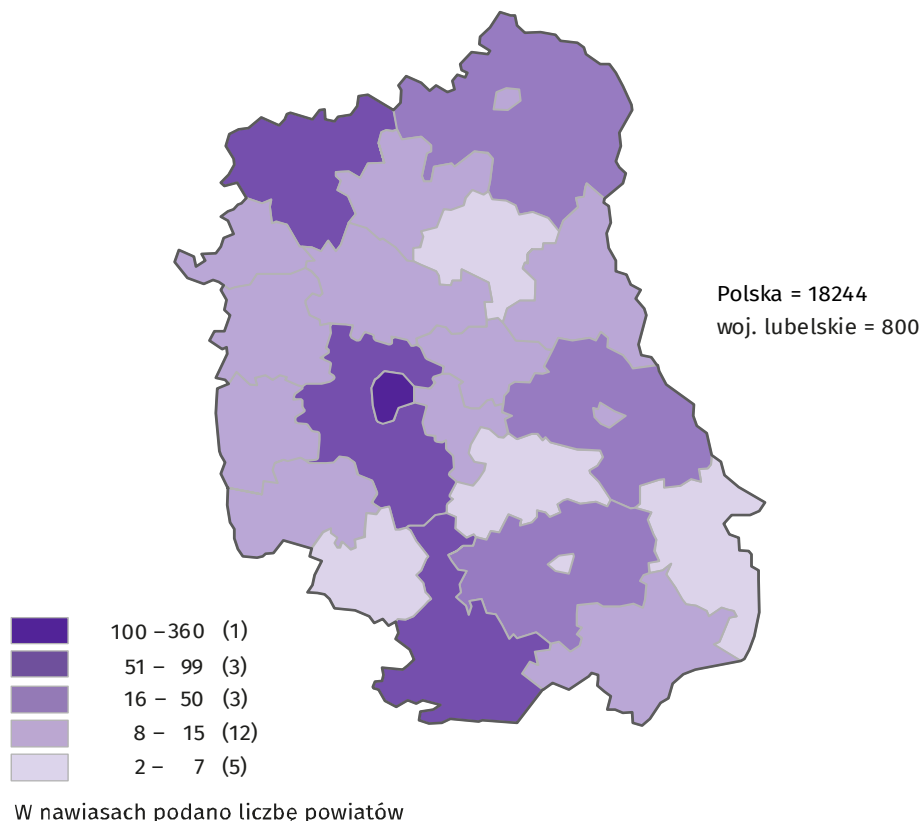 Polska = 18244
woj. lubelskie = 800
100 – 360 (1)
51 – 99 (3)
16 – 50 (3)
8 – 15 (12)
2 – 7 (5)
W nawiasach podano liczbę powiatów